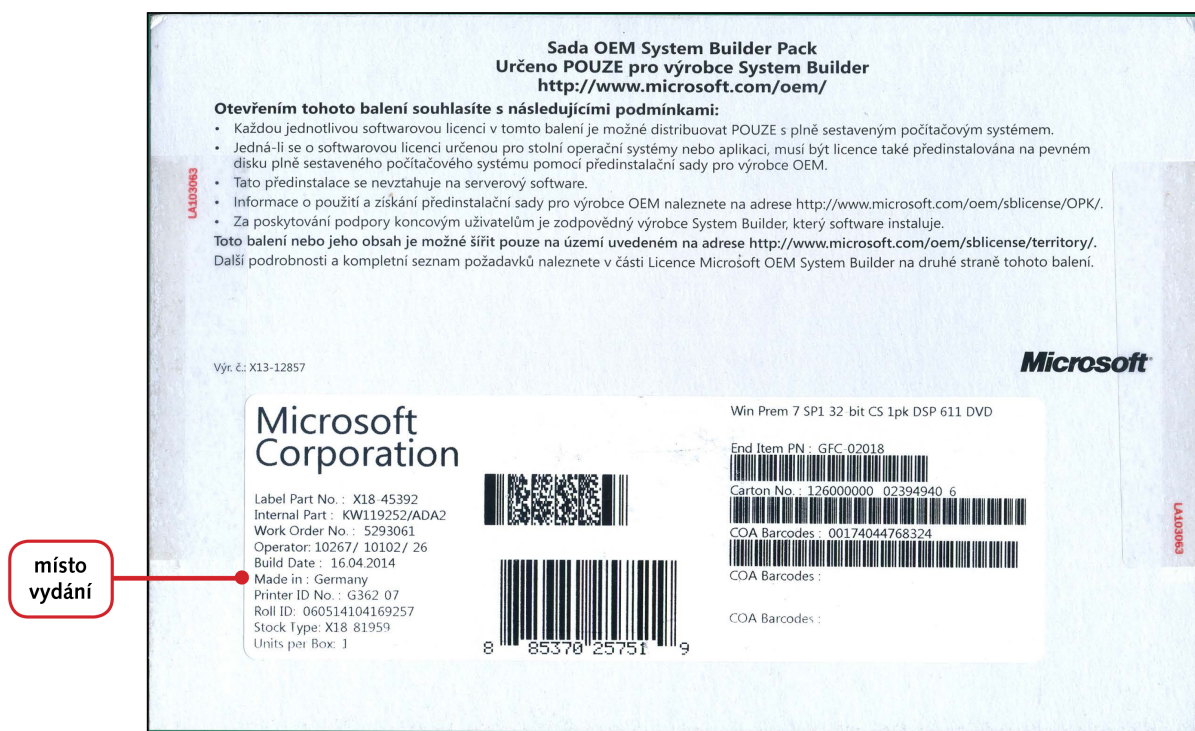 Sada OEM System Builder Pack
Určeno POUZE pro výrobce System Builder
http://www.microsoft.com/oem/
Otevřením tohoto balení souhlasíte s následujícími podmínkami:
• Každou jednotlivou softwarovou licenci v tomto balení je možné distribuovat POUZE s plně sestaveným počítačovým systémem.
• Jedná-li se o softwarovou licenci určenou pro stolní operační systémy nebo aplikaci, musí být licence také předinstalována na pevném
disku plně sestaveného počítačového systému pomocí předinstalační sady pro výrobce OEM.
• Tato předinstalace se nevztahuje na serverový software.
• Informace o použití a získání předinstalační sady pro výrobce OEM naleznete na adrese http://www.microsoft.com/oem/sblicense/OPK/.
• Za poskytování podpory koncovým uživatelům je zodpovědný výrobce System Builder, který software instaluje.
Toto balení nebo jeho obsah je možné šířit pouze na území uvedeném na adrese http://www.microsoft.com/oem/sblicense/territory/.
Další podrobnosti a kompletní seznam požadavků naleznete v části Licence Microsoft OEM System Builder na druhé straně tohoto balení.
LA103063
Výr. č.: X13-12857
Microsoft
Microsoft
Corporation
Label Part No. : X18-45392
Internal Part : KW119252/ADA2
Work Order No. : 5293061
Operator: 10267/ 10102/ 26
Build Date : 16.04.2014
Made in : Germany
Printer ID No. : G362 07
Roll ID: 060514104169257
Stock Type: X18 81959
Units per Box: 1
8 85370 25751 9
Win Prem 7 SP1 32 bit CS 1pk DSP 611 DVD
End Item PN : GFC-02018
Carton No. : 126000000 02394940 6
COA Barcodes : 00174044768324
COA Barcodes :
COA Barcodes :
LA103063
místo
vydání